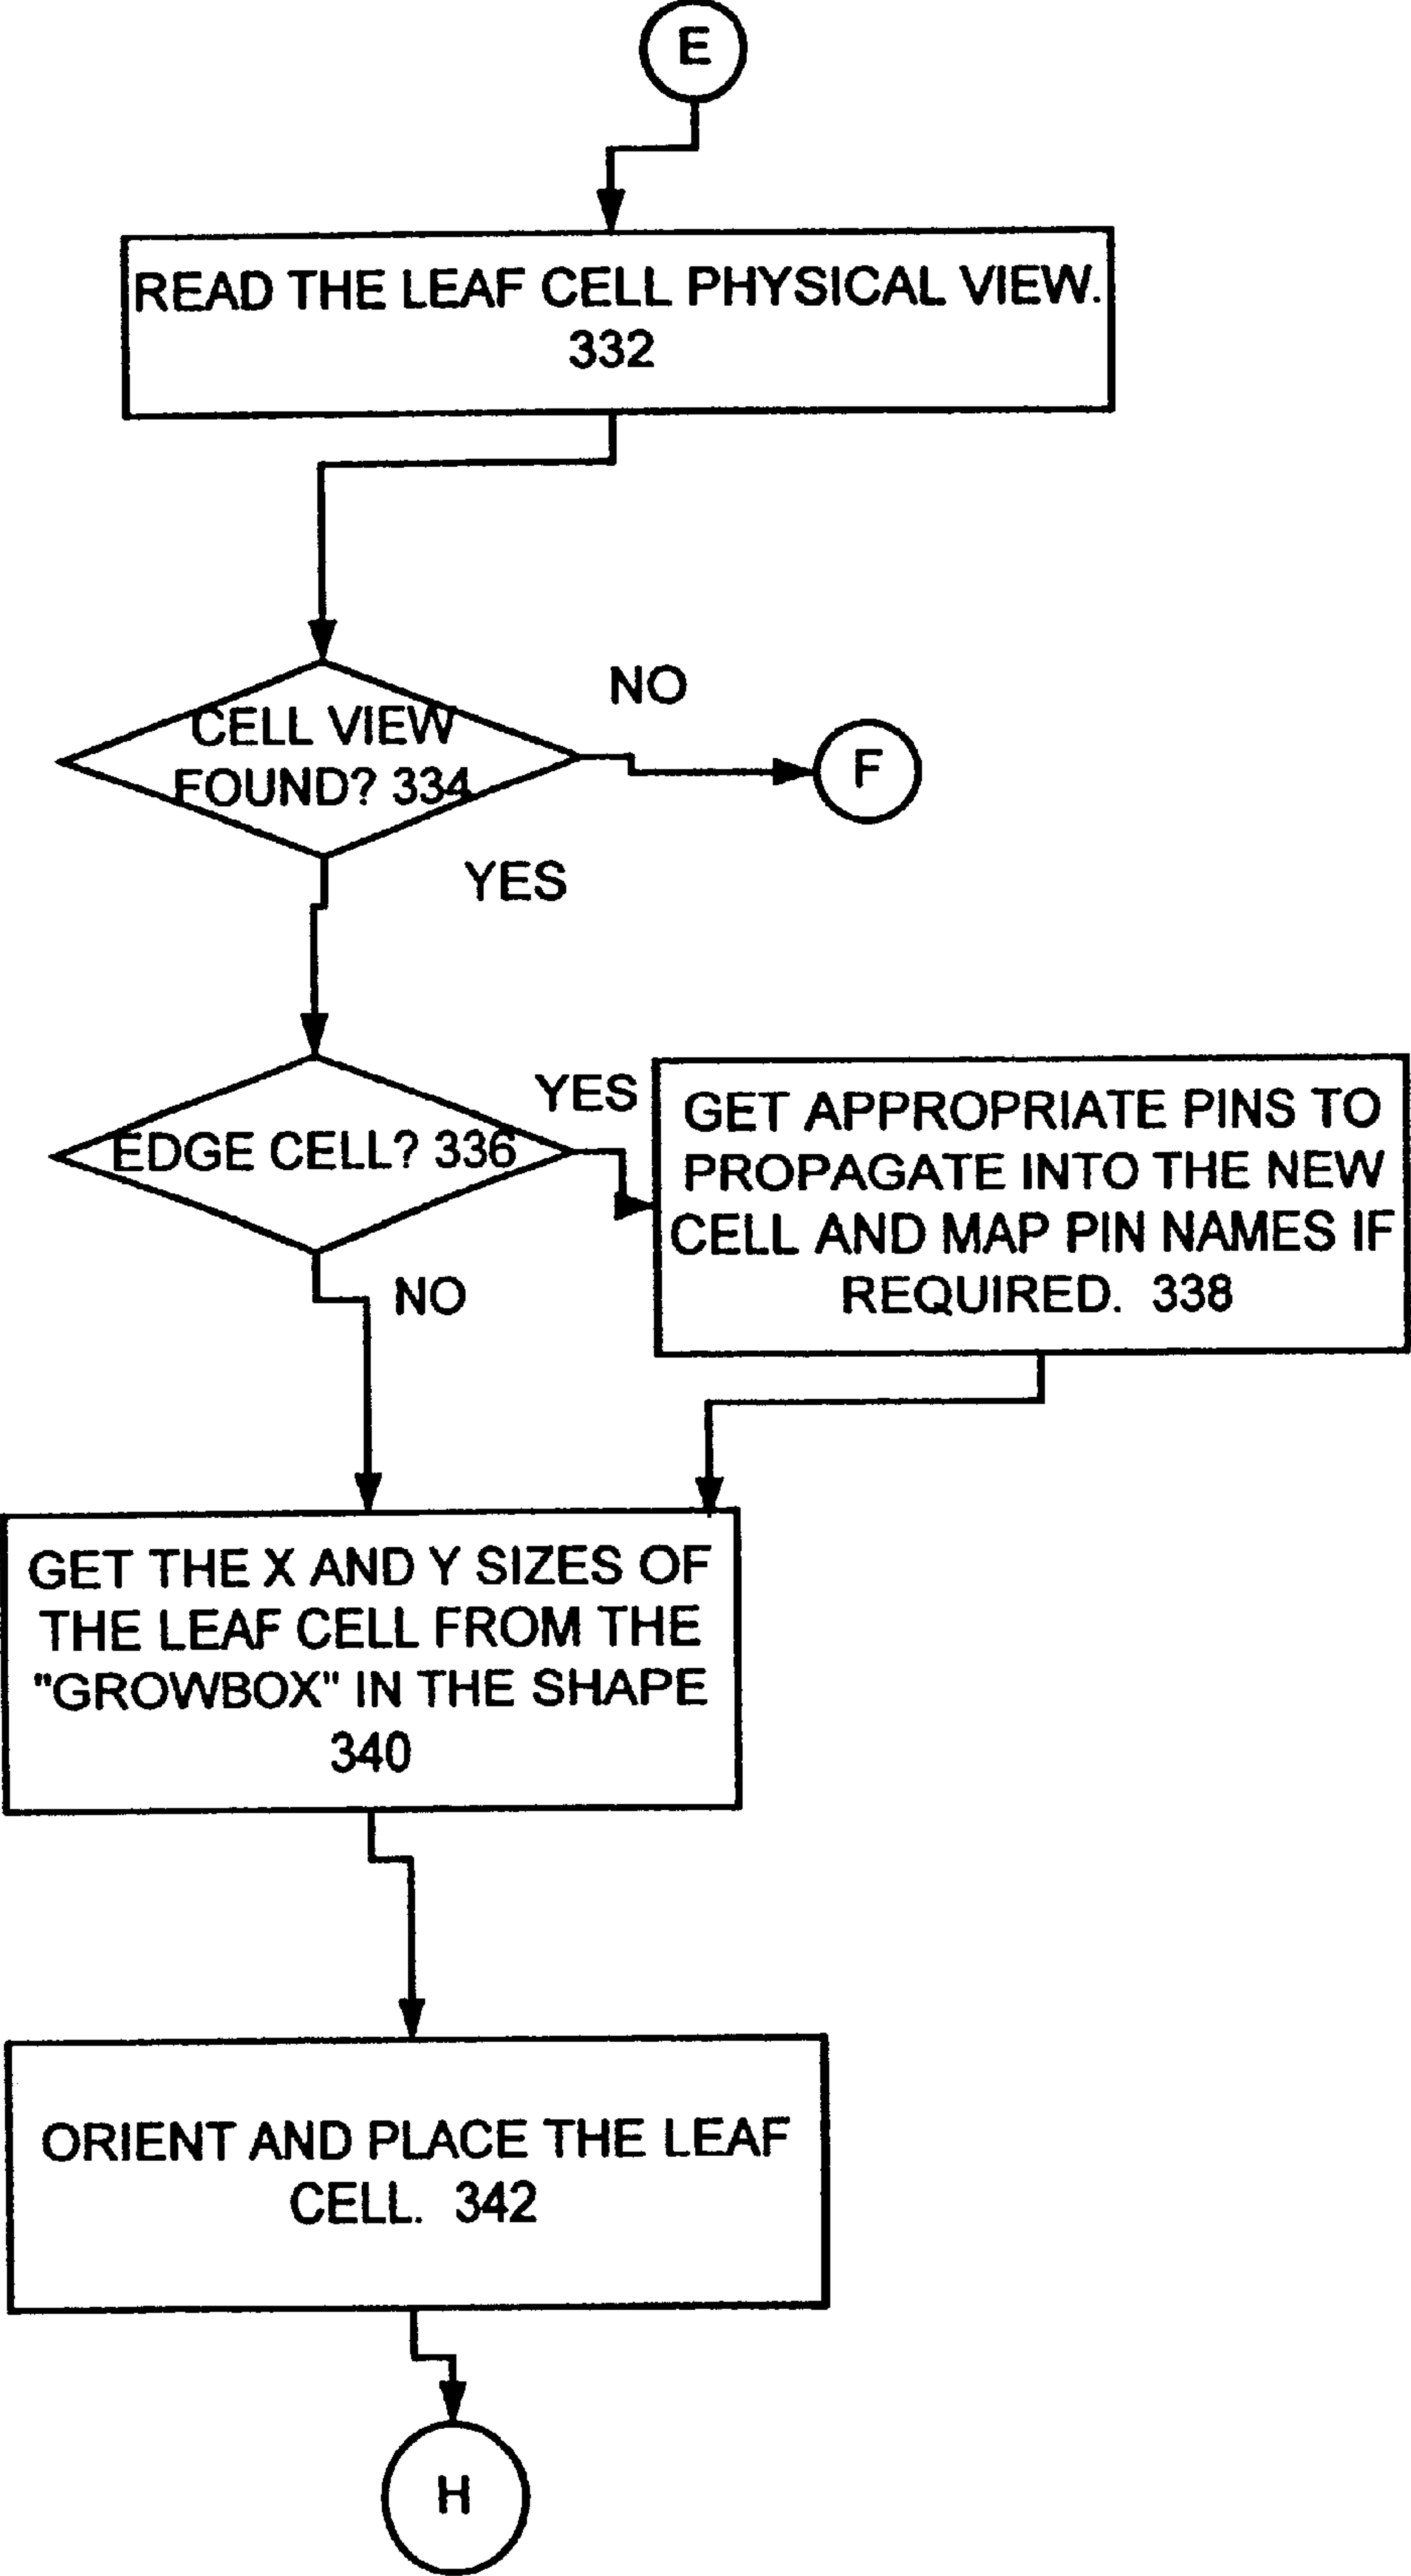 E
READ THE LEAF CELL PHYSICAL VIEW.
332
NO
CELL VIEW
FOUND? 334
F
YES
YES
EDGE CELL? 336
GET APPROPRIATE PINS TO
PROPAGATE INTO THE NEW
CELL AND MAP PIN NAMES IF
REQUIRED. 338
NO
GET THE X AND Y SIZES OF
THE LEAF CELL FROM THE
"GROWBOX" IN THE SHAPE
340
ORIENT AND PLACE THE LEAF
CELL. 342
H